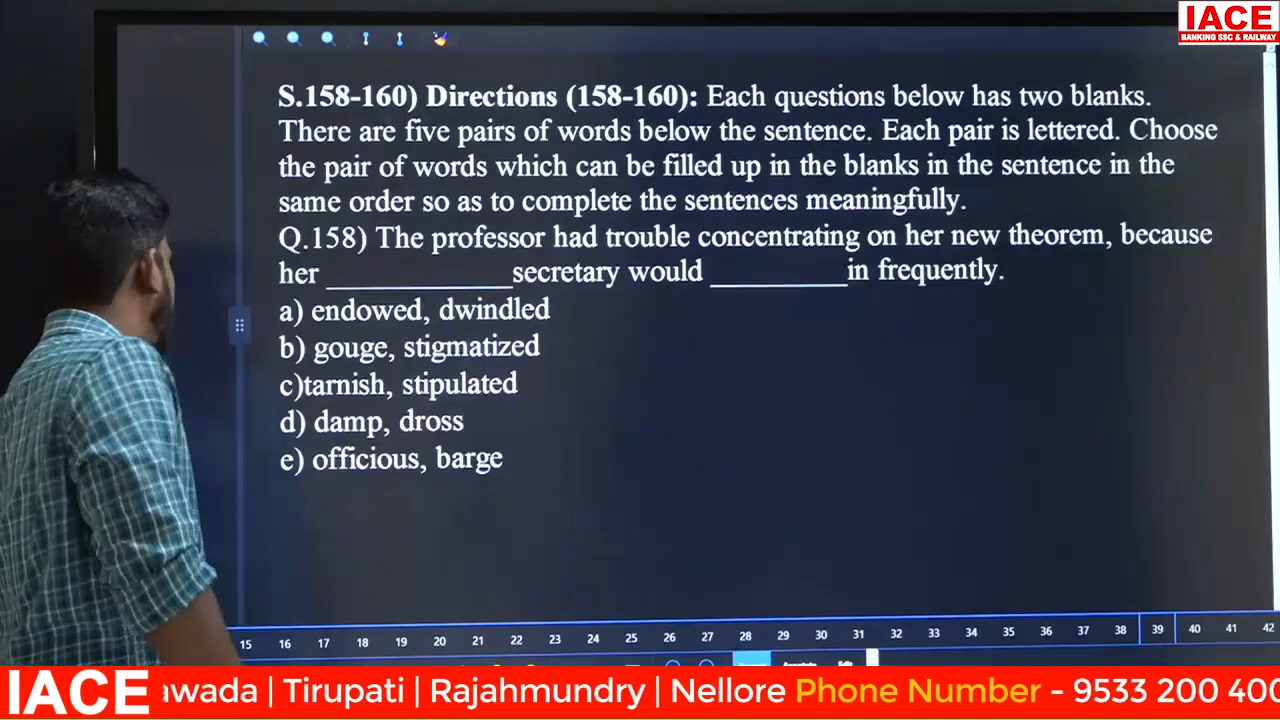 IACE
BANKING SSC & RAILWAY
S.158-160) Directions (158-160): Each questions below has two blanks.
There are five pairs of words below the sentence. Each pair is lettered. Choose
the pair of words which can be filled up in the blanks in the sentence in the
same order so as to complete the sentences meaningfully.
Q.158) The professor had trouble concentrating on her new theorem, because
her ____________secretary would _________in frequently.
a) endowed, dwindled
b) gouge, stigmatized
c)tarnish, stipulated
d) damp, dross
e) officious, barge
15 16 17 18 19 20 21 22 23 24 25 26 27 28 29 30 31 32 33 34 35 36 37 38 39 40 41 42
IACE awada | Tirupati | Rajahmundry | Nellore Phone Number - 9533 200 400